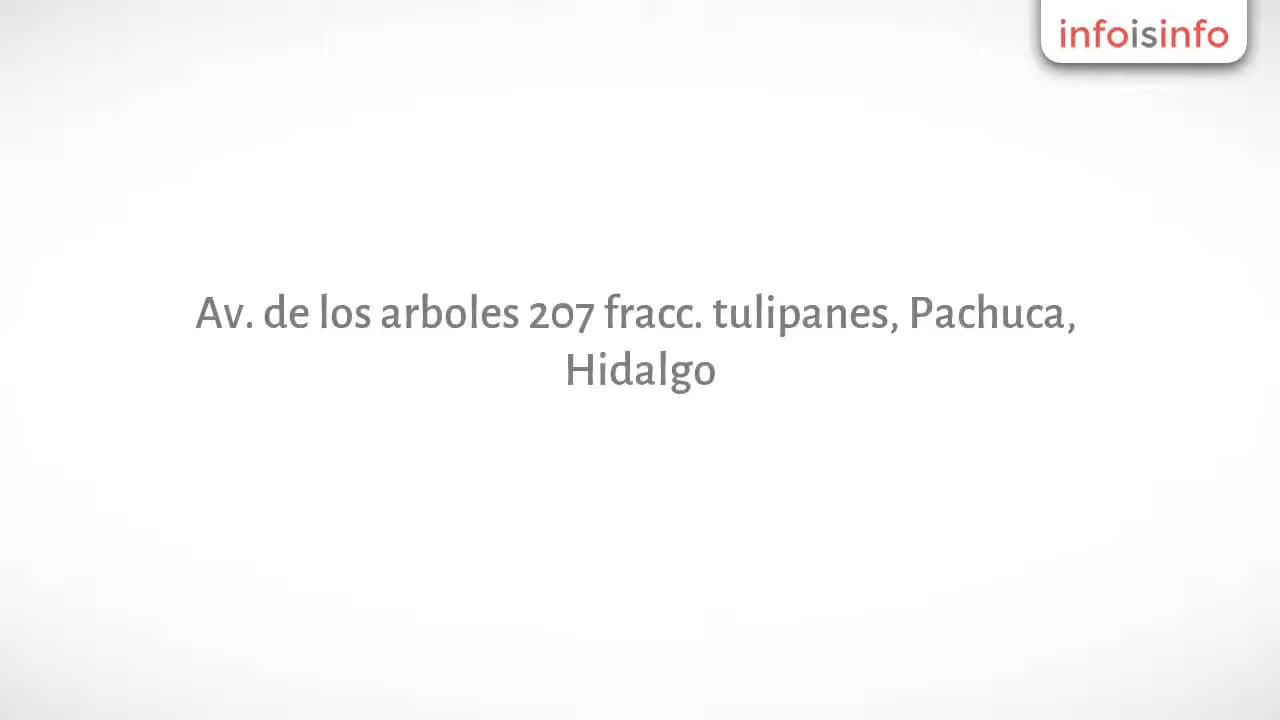 infoisinfo
Av. de los arboles 207 fracc. tulipanes, Pachuca,
Hidalgo